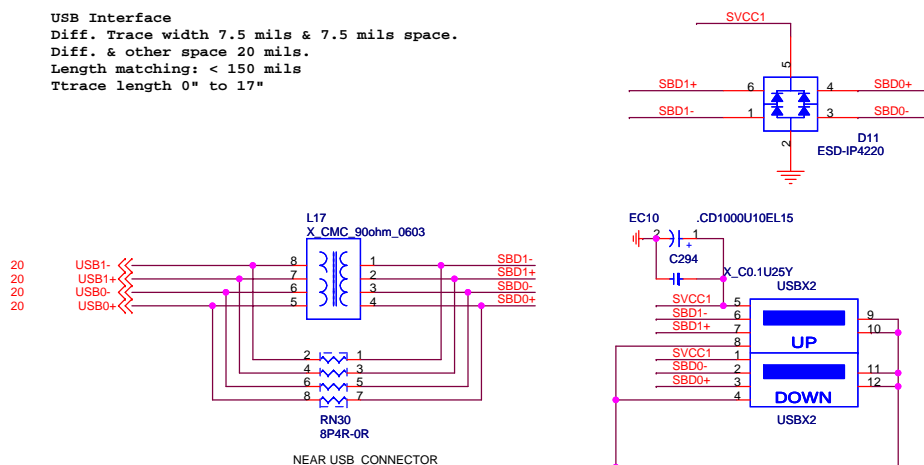 USB Interface
Diff. Trace width 7.5 mils & 7.5 mils space.
Diff. & other space 20 mils.
Length matching: < 150 mils
Ttrace length 0" to 17"
SVCC1
5
SBD1+ 6 4 SBD0+
SBD1- 1 3 SBD0-
2
D11
ESD-IP4220
L17
X_CMC_90ohm_0603
20 USB1- 8 1 SBD1-
20 USB1+ 7 2 SBD1+
20 USB0- 6 3 SBD0-
20 USB0+ 5 4 SBD0+
2 1
4 3
6 5
8 7
RN30
8P4R-0R
NEAR USB CONNECTOR
EC10 .CD1000U10EL15
2 1
+
C294
X_C0.1U25Y
USBX2
SVCC1 5
SBD1- 6 9
SBD1+ 7 10
8 UP
SVCC1 1
SBD0- 2 11
SBD0+ 3 12
4 DOWN
USBX2